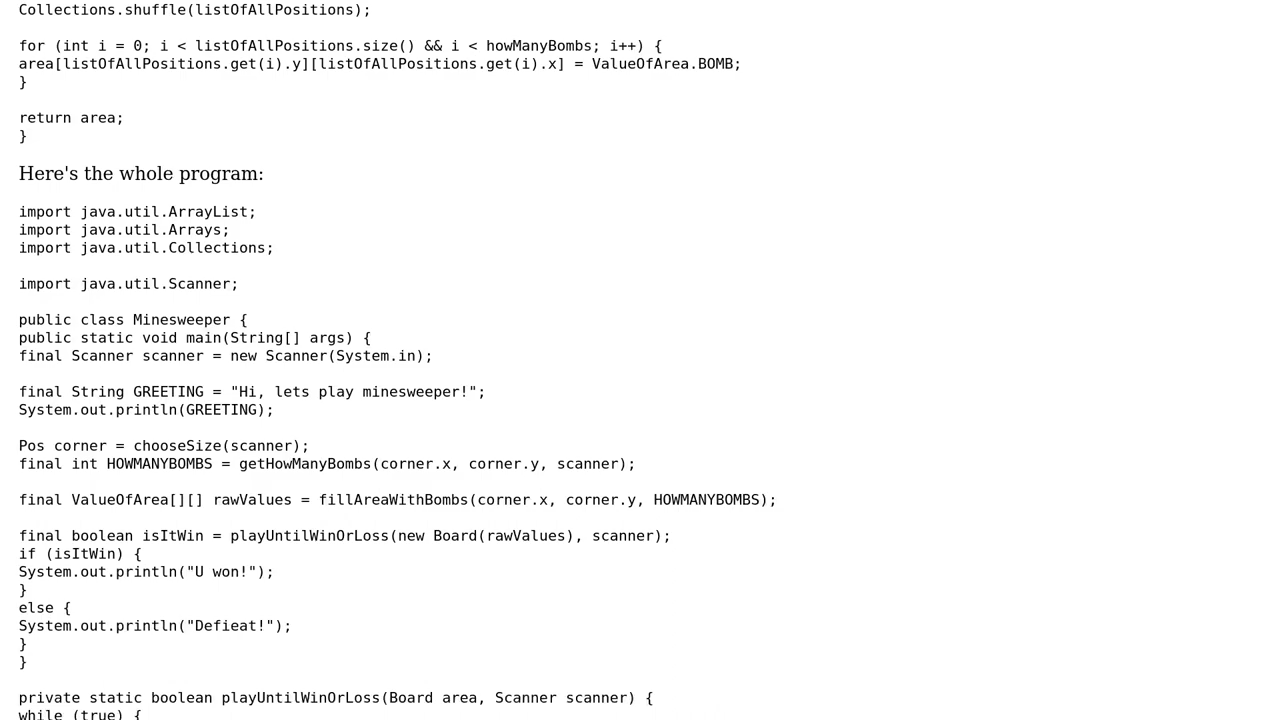 Collections.shuffle(listOfAllPositions);
for (int i = 0; i < listOfAllPositions.size() && i < howManyBombs; i++) {
area[listOfAllPositions.get(i).y][listOfAllPositions.get(i).x] = ValueOfArea.BOMB;
}
return area;
}
Here's the whole program:
import java.util.ArrayList;
import java.util.Arrays;
import java.util.Collections;
import java.util.Scanner;
public class Minesweeper {
public static void main(String[] args) {
final Scanner scanner = new Scanner(System.in);
final String GREETING = "Hi, lets play minesweeper!";
System.out.println(GREETING);
Pos corner = chooseSize(scanner);
final int HOWMANYBOMBS = getHowManyBombs(corner.x, corner.y, scanner);
final ValueOfArea[][] rawValues = fillAreaWithBombs(corner.x, corner.y, HOWMANYBOMBS);
final boolean isItWin = playUntilWinOrLoss(new Board(rawValues), scanner);
if (isItWin) {
System.out.println("U won!");
}
else {
System.out.println("Defieat!");
}
}
private static boolean playUntilWinOrLoss(Board area, Scanner scanner) {
while (true) {